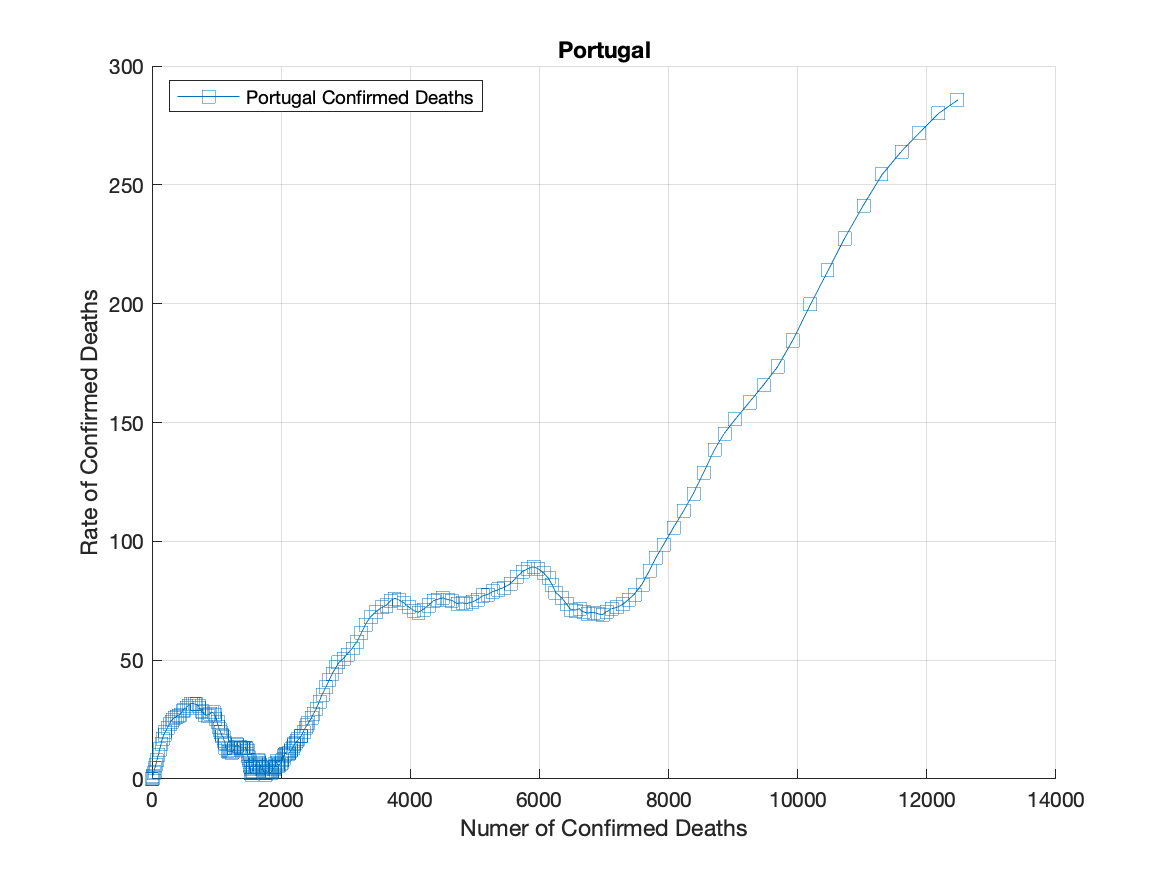 Portugal
Portugal Confirmed Deaths
300
250
200
150
100
50
0
Rate of Confirmed Deaths
0 2000 4000 6000 8000 10000 12000 14000
Numer of Confirmed Deaths